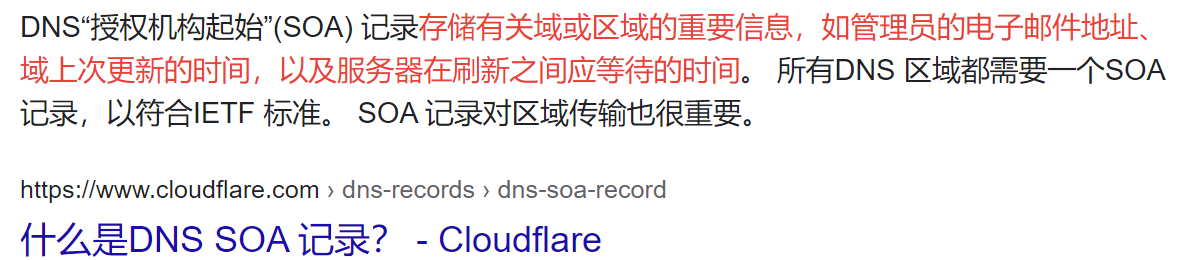 DNS“授权机构起始”(SOA) 记录存储有关域或区域的重要信息，如管理员的电子邮件地址、
域上次更新的时间，以及服务器在刷新之间应等待的时间。 所有DNS 区域都需要一个SOA
记录，以符合IETF 标准。 SOA 记录对区域传输也很重要。
https://www.cloudflare.com › dns-records › dns-soa-record
什么是DNS SOA 记录？ - Cloudflare